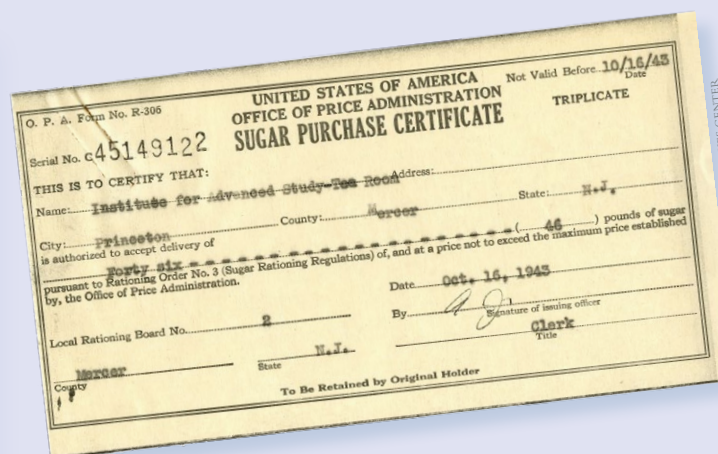 O. P. A. Form No. R-306
UNITED STATES OF AMERICA
OFFICE OF PRICE ADMINISTRATION
SUGAR PURCHASE CERTIFICATE
Not Valid Before 10/16/43
Date
TRIPLICATE
Serial No. C45149122
THIS IS TO CERTIFY THAT:
Name: Institute for Advanced Study-Tea Room Address:
City: Princeton County: Mercer State: N.J.
is authorized to accept delivery of
Forty six - - - - - - - - - - - - - - - - - - ( 46 ) pounds of sugar
pursuant to Rationing Order No. 3 (Sugar Rationing Regulations) of, and at a price not to exceed the maximum price established
by, the Office of Price Administration.
Date Oct. 16, 1943
By
Signature of issuing officer
Local Rationing Board No. 2
Clerk
Title
Mercer N.J.
County State
To Be Retained by Original Holder